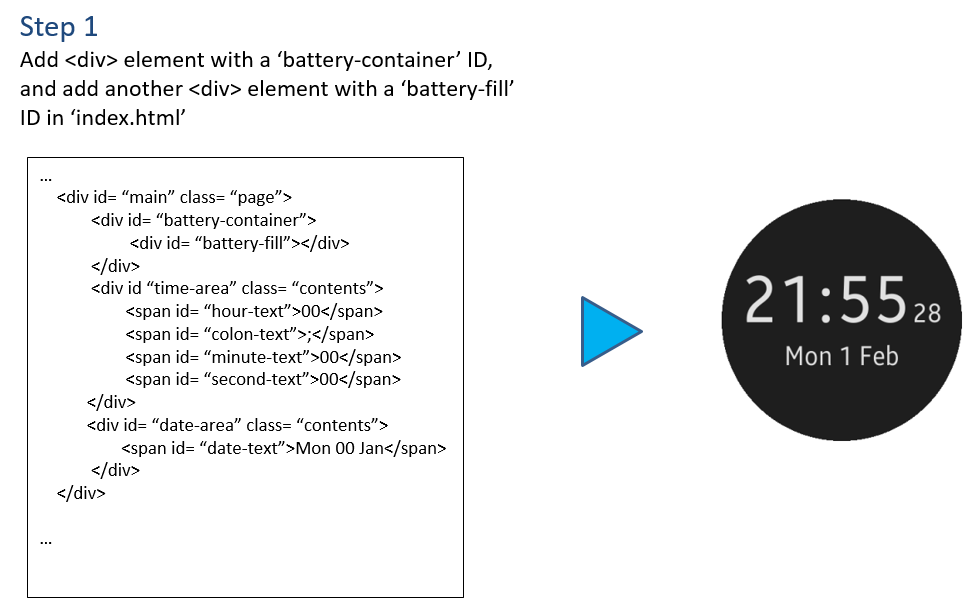 Step 1
Add <div> element with a ‘battery-container’ ID,
and add another <div> element with a ‘battery-fill’
ID in ‘index.html’
...
<div id= “main” class= “page”>
<div id= “battery-container”>
<div id= “battery-fill”></div>
</div>
<div id “time-area” class= “contents”>
<span id= “hour-text”>00</span>
<span id= “colon-text”>;</span>
<span id= “minute-text”>00</span>
<span id= “second-text”>00</span>
</div>
<div id= “date-area” class= “contents”>
<span id= “date-text”>Mon 00 Jan</span>
</div>
</div>
...
21:55 28
Mon 1 Feb